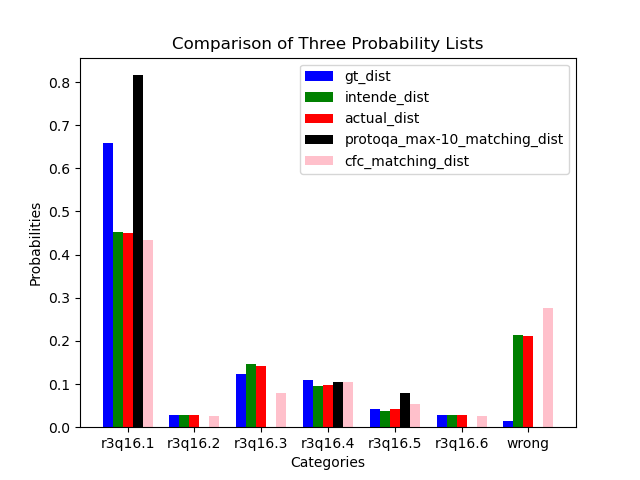 Comparison of Three Probability Lists
gt_dist
intende_dist
actual_dist
protoqa_max-10_matching_dist
cfc_matching_dist
Probabilities
0.8
0.7
0.6
0.5
0.4
0.3
0.2
0.1
0.0
r3q16.1 r3q16.2 r3q16.3 r3q16.4 r3q16.5 r3q16.6 wrong
Categories